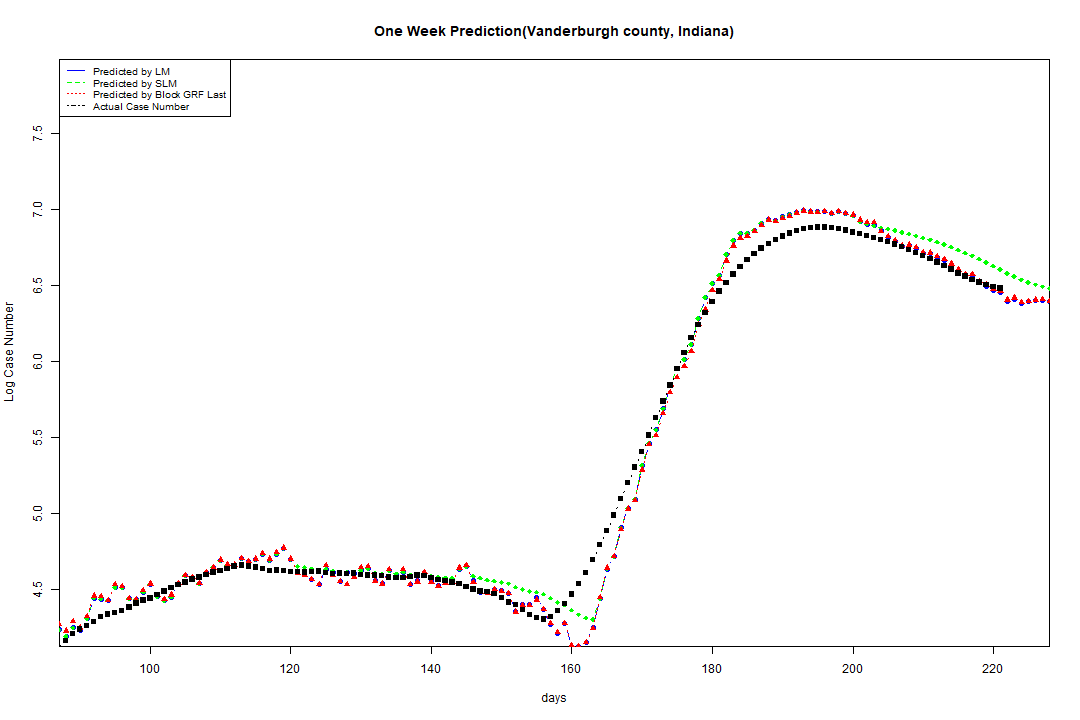 One Week Prediction(Vanderburgh county, Indiana)
Predicted by LM
Predicted by SLM
Predicted by Block GRF Last
Actual Case Number
7.5
7.0
6.5
6.0
5.5
5.0
4.5
Log Case Number
100 120 140 160 180 200 220
days